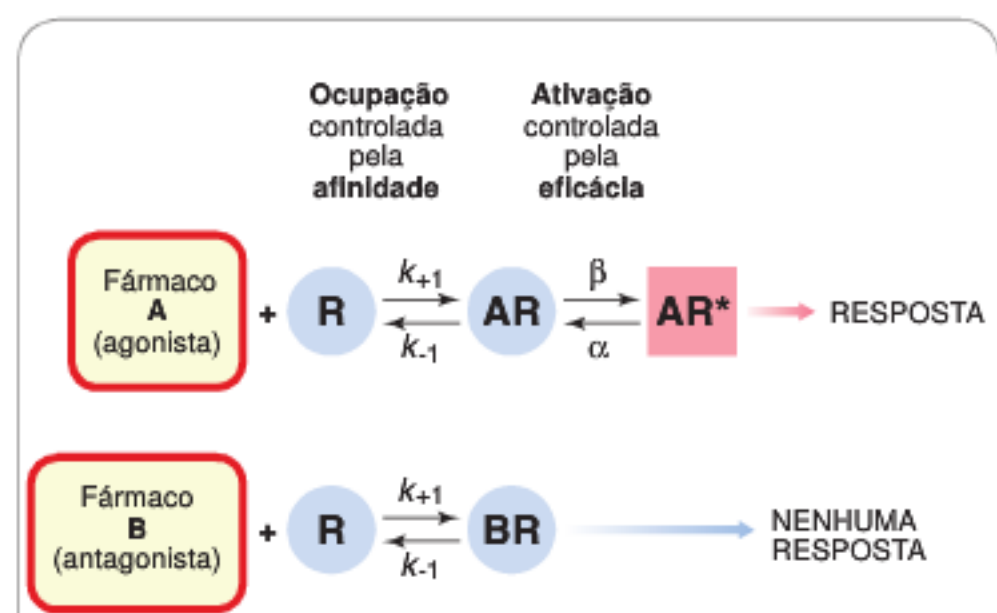 Ocupação
controlada
pela
afinidade
Ativação
controlada
pela
eficácia
Fármaco
A
(agonista)
+
R
k+1
k-1
AR
β
α
AR*
RESPOSTA
Fármaco
B
(antagonista)
+
R
k+1
k-1
BR
NENHUMA
RESPOSTA